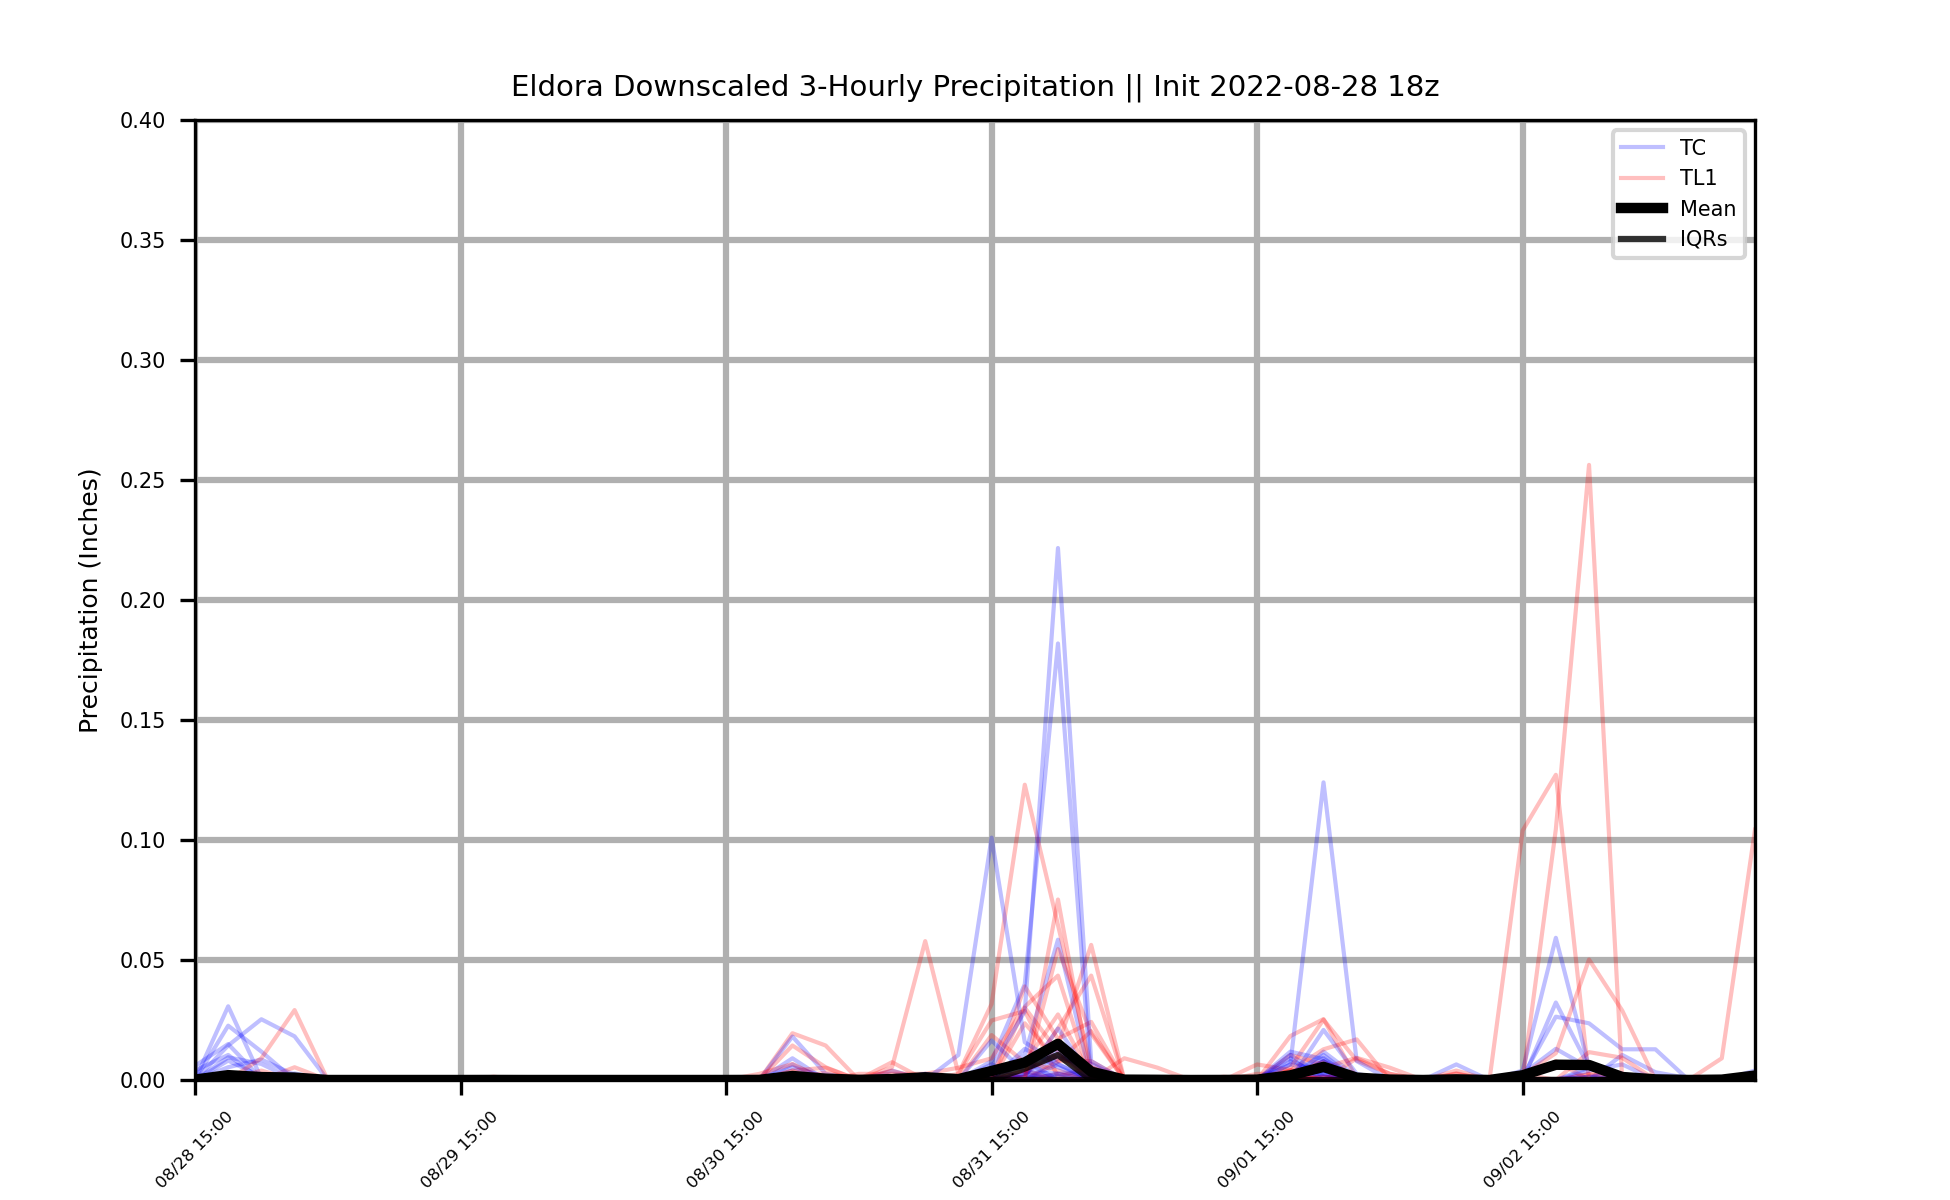 Eldora Downscaled 3-Hourly Precipitation || Init 2022-08-28 18z
0.40
0.35
0.30
0.25
0.20
0.15
0.10
0.05
0.00
Precipitation (Inches)
TC
TL1
Mean
IQRs
08/28 15:00
08/29 15:00
08/30 15:00
08/31 15:00
09/01 15:00
09/02 15:00